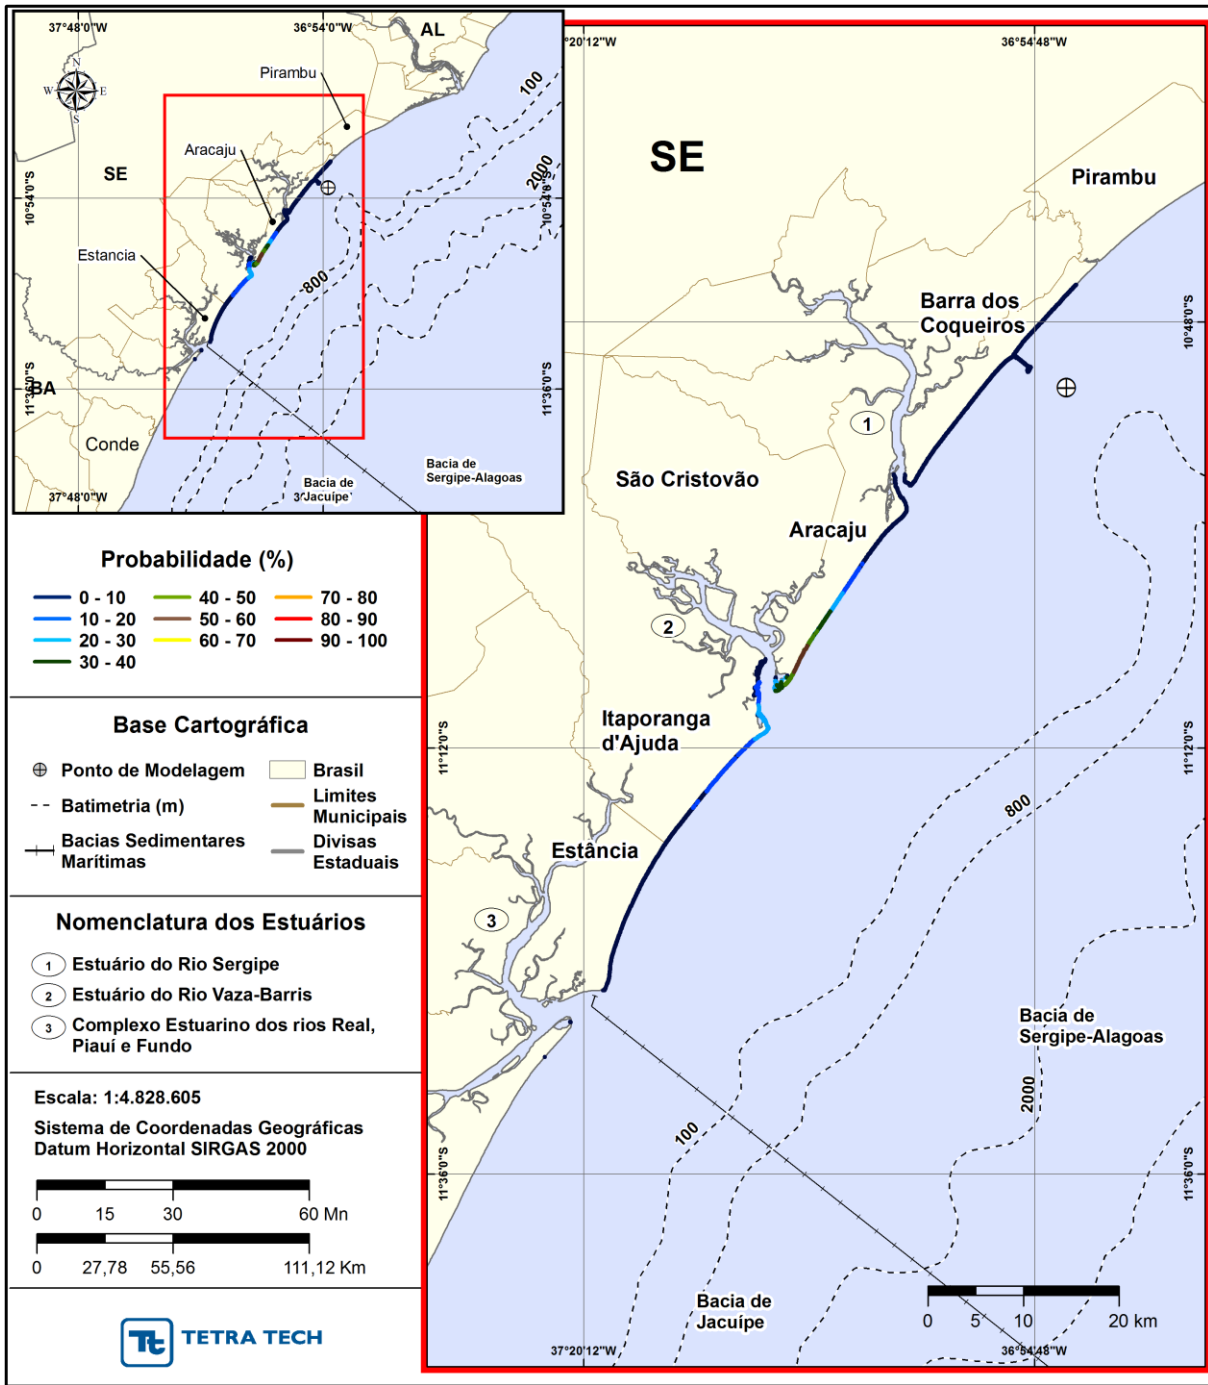 37°48'0"W
36°54'0"W
AL
Pirambu
100
N
W
E
S
Aracaju
2000
SE
10°54'0"S
10°54'0"S
Estancia
800
BA
11°36'0"S
11°36'0"S
Conde
Bacia de
Sergipe-Alagoas
Bacia de
Jacuípe
37°48'0"W
Probabilidade (%)
0 - 10
40 - 50
70 - 80
10 - 20
50 - 60
80 - 90
20 - 30
60 - 70
90 - 100
30 - 40
Base Cartográfica
Ponto de Modelagem
Brasil
Batimetria (m)
Limites
Municipais
Bacias Sedimentares
Marítimas
Divisas
Estaduais
Nomenclatura dos Estuários
1 Estuário do Rio Sergipe
2 Estuário do Rio Vaza-Barris
3 Complexo Estuarino dos rios Real,
Piauí e Fundo
Escala: 1:4.828.605
Sistema de Coordenadas Geográficas
Datum Horizontal SIRGAS 2000
0 15 30 60 Mn
0 27,78 55,56 111,12 Km
Tt TETRA TECH
:20'12"W
36°54'48"W
SE
Pirambu
Barra dos
Coqueiros
10°48'0"S
1
São Cristovão
Aracaju
2
Itaporanga
d'Ajuda
11°12'0"S
11°12'0"S
800
Estância
3
Bacia de
Sergipe-Alagoas
2000
100
11°36'0"S
11°36'0"S
Bacia de
Jacuípe
0 5 10 20 km
37°20'12"W
36°54'48"W